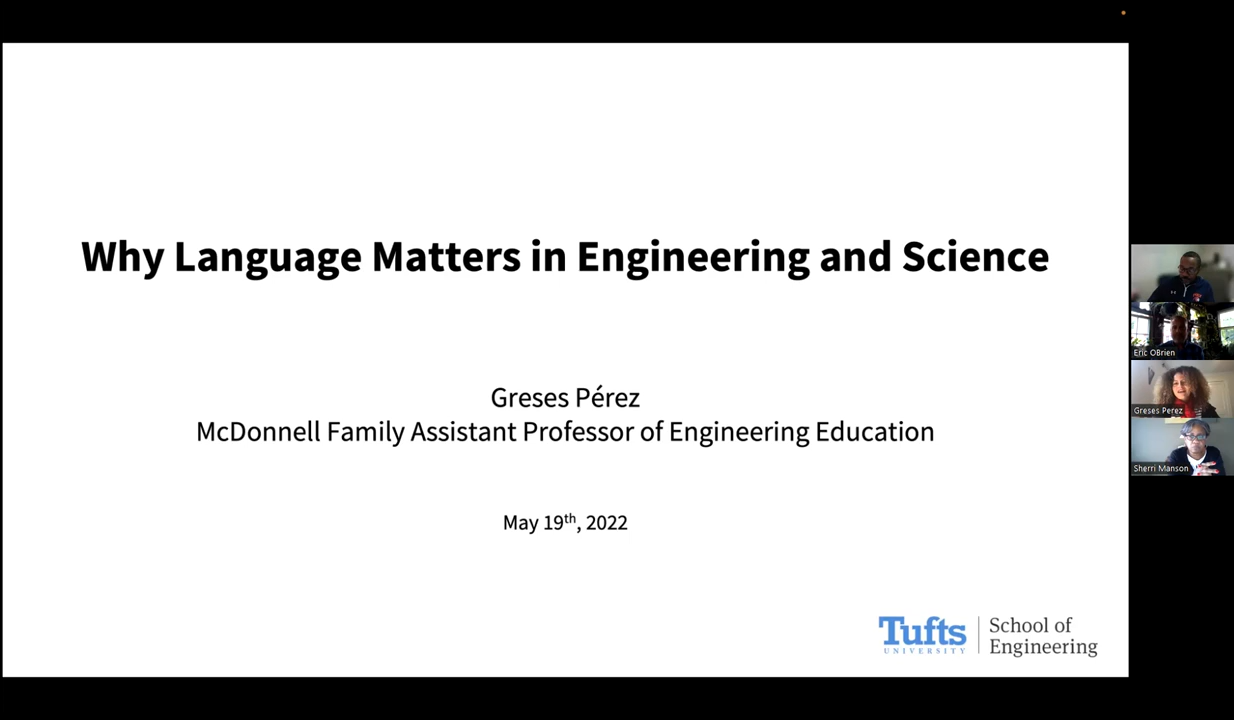 Why Language Matters in Engineering and Science
Greses Pérez
McDonnell Family Assistant Professor of Engineering Education
May 19th, 2022
Tufts
UNIVERSITY
School of
Engineering
Eric OBrien
Greses Perez
Sherri Manson